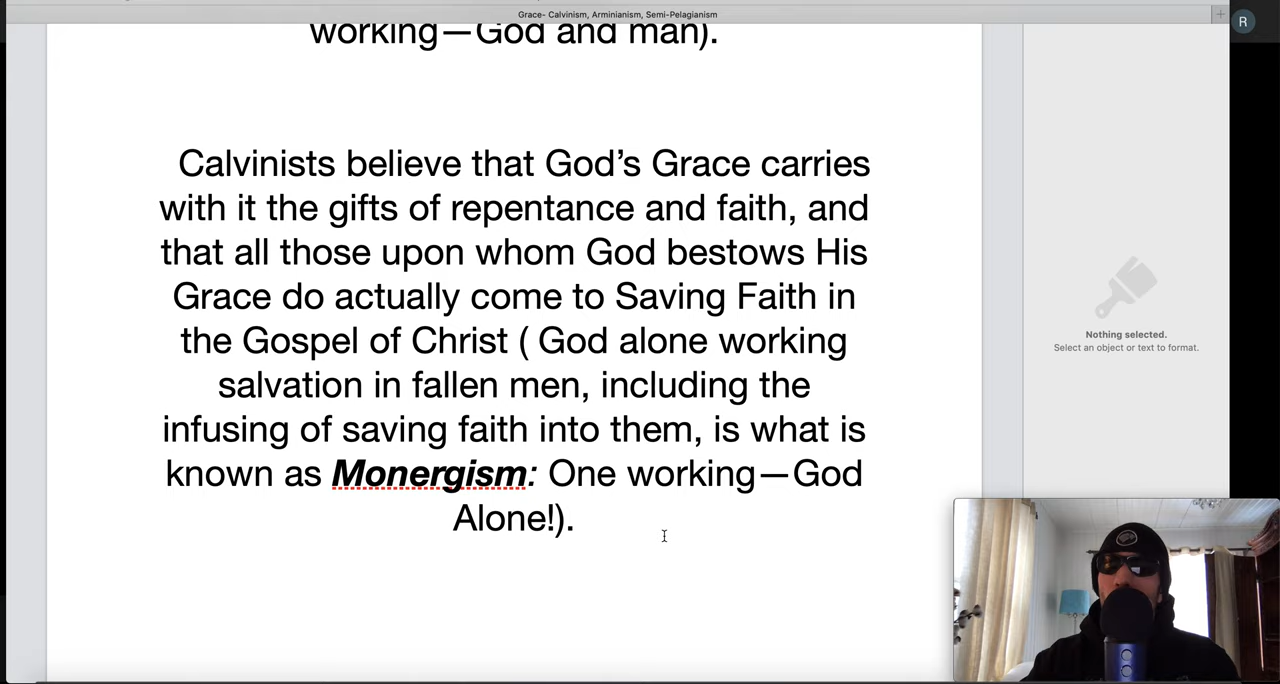 Grace- Calvinism, Arminianism, Semi-Pelagianism
R
working—God and man).
Calvinists believe that God’s Grace carries
with it the gifts of repentance and faith, and
that all those upon whom God bestows His
Grace do actually come to Saving Faith in
the Gospel of Christ ( God alone working
salvation in fallen men, including the
infusing of saving faith into them, is what is
known as Monergism: One working—God
Alone!).
Nothing selected.
Select an object or text to format.